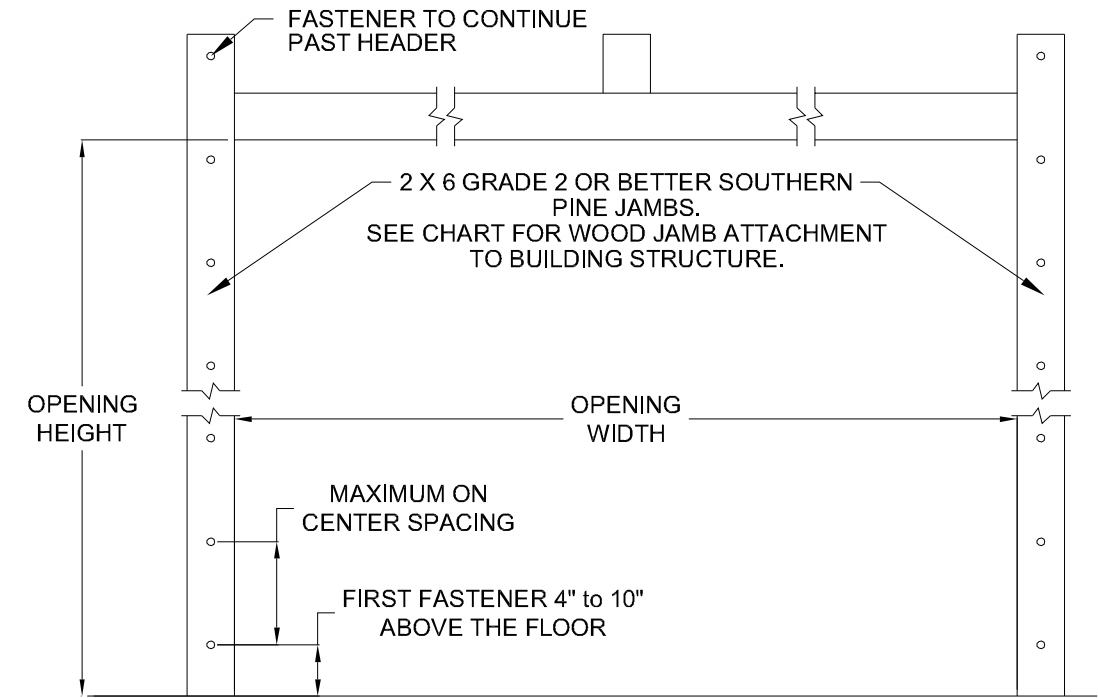 FASTENER TO CONTINUE
PAST HEADER
2 X 6 GRADE 2 OR BETTER SOUTHERN
PINE JAMBS.
SEE CHART FOR WOOD JAMB ATTACHMENT
TO BUILDING STRUCTURE.
OPENING
HEIGHT
OPENING
WIDTH
MAXIMUM ON
CENTER SPACING
FIRST FASTENER 4" to 10"
ABOVE THE FLOOR